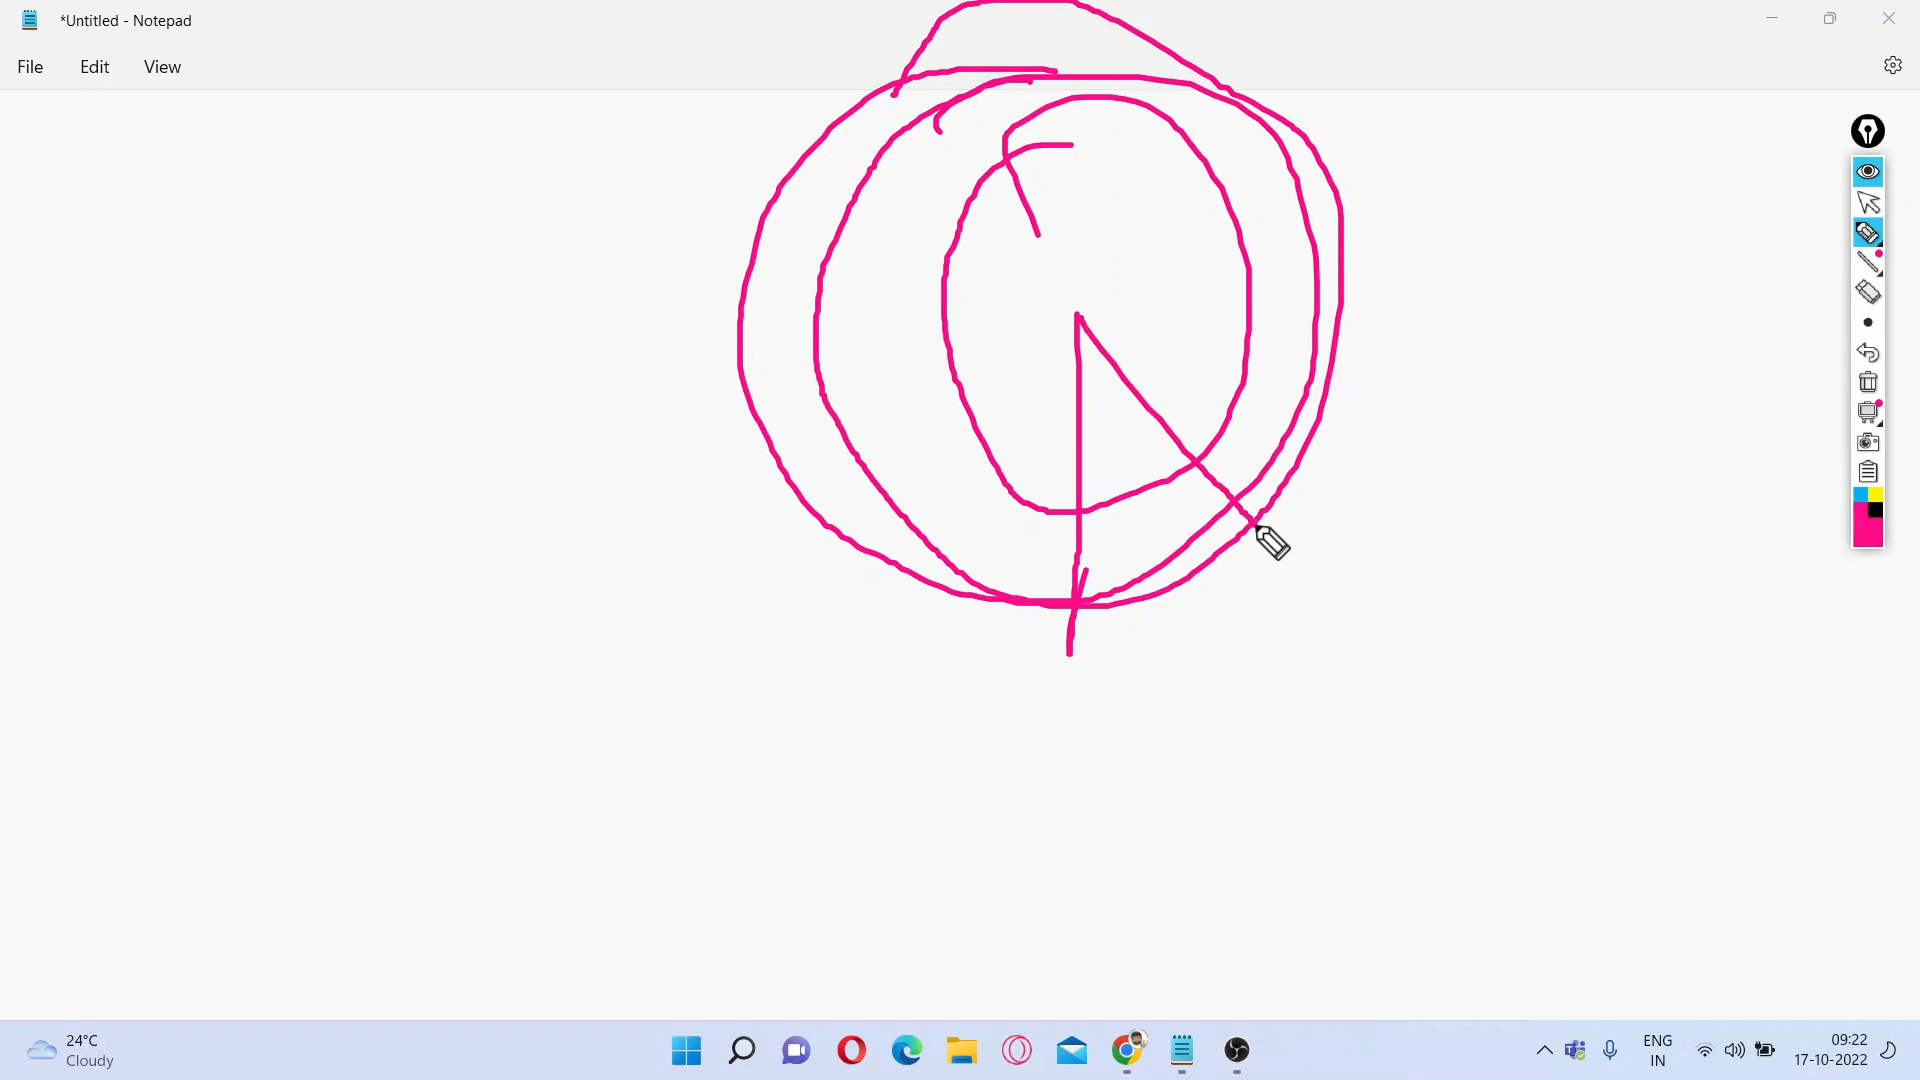 *Untitled - Notepad
File Edit View
24°C
Cloudy
ENG
IN
09:22
17-10-2022